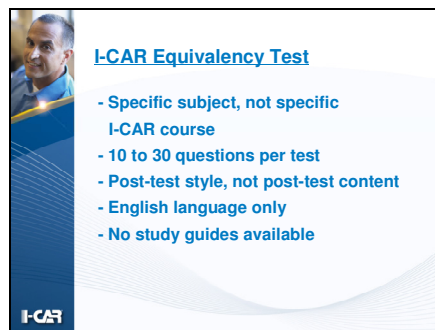 I-CAR Equivalency Test
- Specific subject, not specific
I-CAR course
- 10 to 30 questions per test
- Post-test style, not post-test content
- English language only
- No study guides available
I-CAR